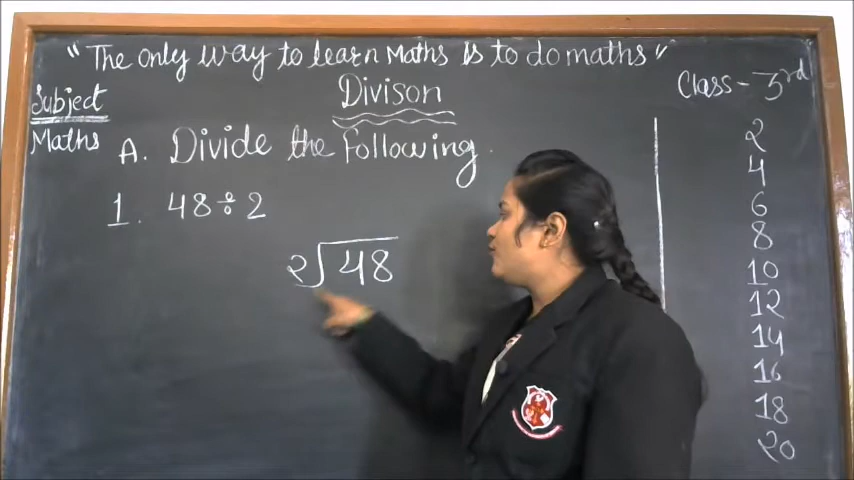 "The only way to learn Maths is to do maths"
Divison
Class - 3rd
Subject
Maths
A. Divide the Following.
1. 48 ÷ 2
2 48
2
4
6
8
10
12
14
16
18
20